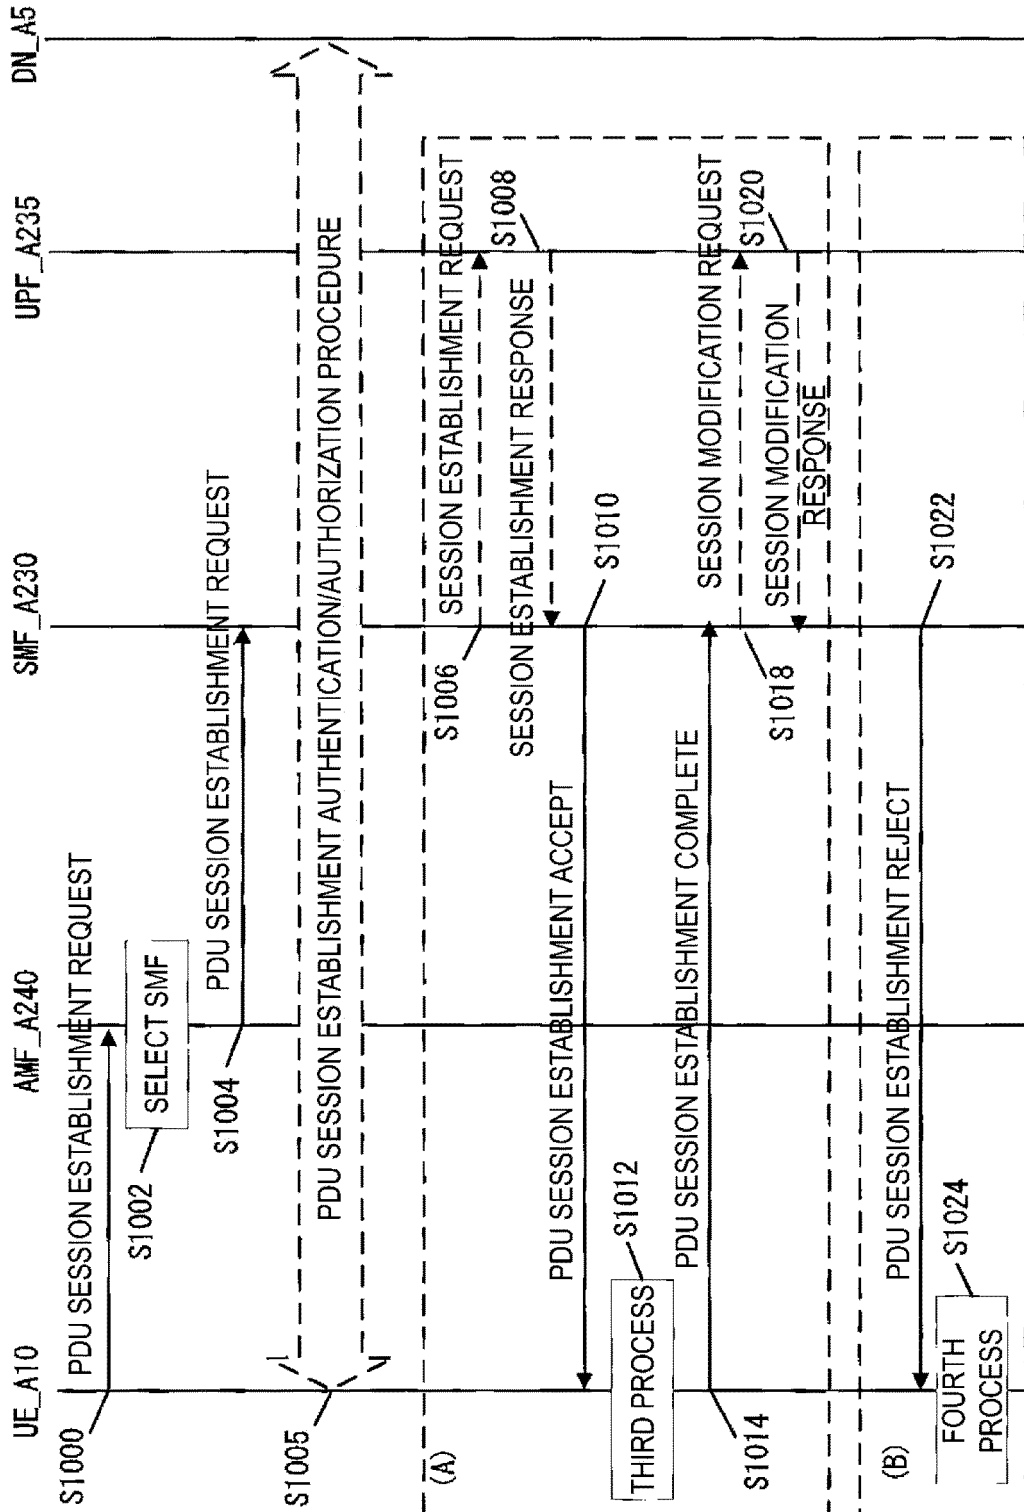 UE_A10
AMF_A240
SMF_A230
UPF_A235
DN_A5
S1000
PDU SESSION ESTABLISHMENT REQUEST
S1002
SELECT SMF
S1004
PDU SESSION ESTABLISHMENT REQUEST
S1005
PDU SESSION ESTABLISHMENT AUTHENTICATION/AUTHORIZATION PROCEDURE
(A)
S1006
SESSION ESTABLISHMENT REQUEST
S1008
SESSION ESTABLISHMENT RESPONSE
PDU SESSION ESTABLISHMENT ACCEPT
S1010
THIRD PROCESS
S1012
PDU SESSION ESTABLISHMENT COMPLETE
S1014
SESSION MODIFICATION REQUEST
S1018
S1020
SESSION MODIFICATION
RESPONSE
(B)
PDU SESSION ESTABLISHMENT REJECT
S1022
FOURTH
PROCESS
S1024